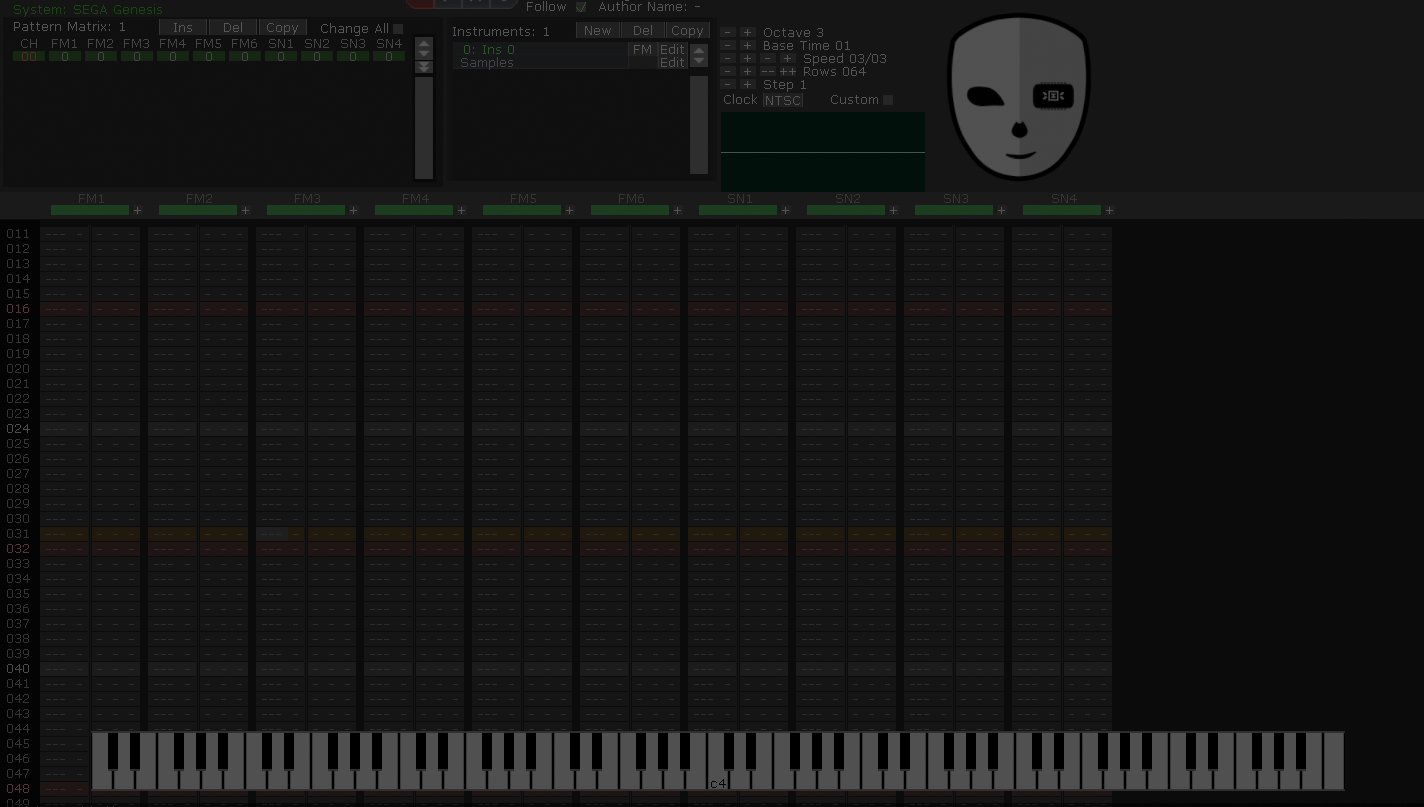 System: SEGA Genesis
Follow Author Name: -
Pattern Matrix: 1 Ins Del Copy Change All
CH FM1 FM2 FM3 FM4 FM5 FM6 SN1 SN2 SN3 SN4
00 0 0 0 0 0 0 0 0 0 0
Instruments: 1 New Del Copy
0: Ins 0 FM Edit
Samples Edit
- + Octave 3
- + Base Time 01
- + - + Speed 03/03
- + -- ++ Rows 064
- + Step 1
Clock NTSC Custom
FM1 FM2 FM3 FM4 FM5 FM6 SN1 SN2 SN3 SN4
+ + + + + + + + + +
011
012
013
014
015
016
017
018
019
020
021
022
023
024
025
026
027
028
029
030
031
032
033
034
035
036
037
038
039
040
041
042
043
044
045
046
047
048
049
c4